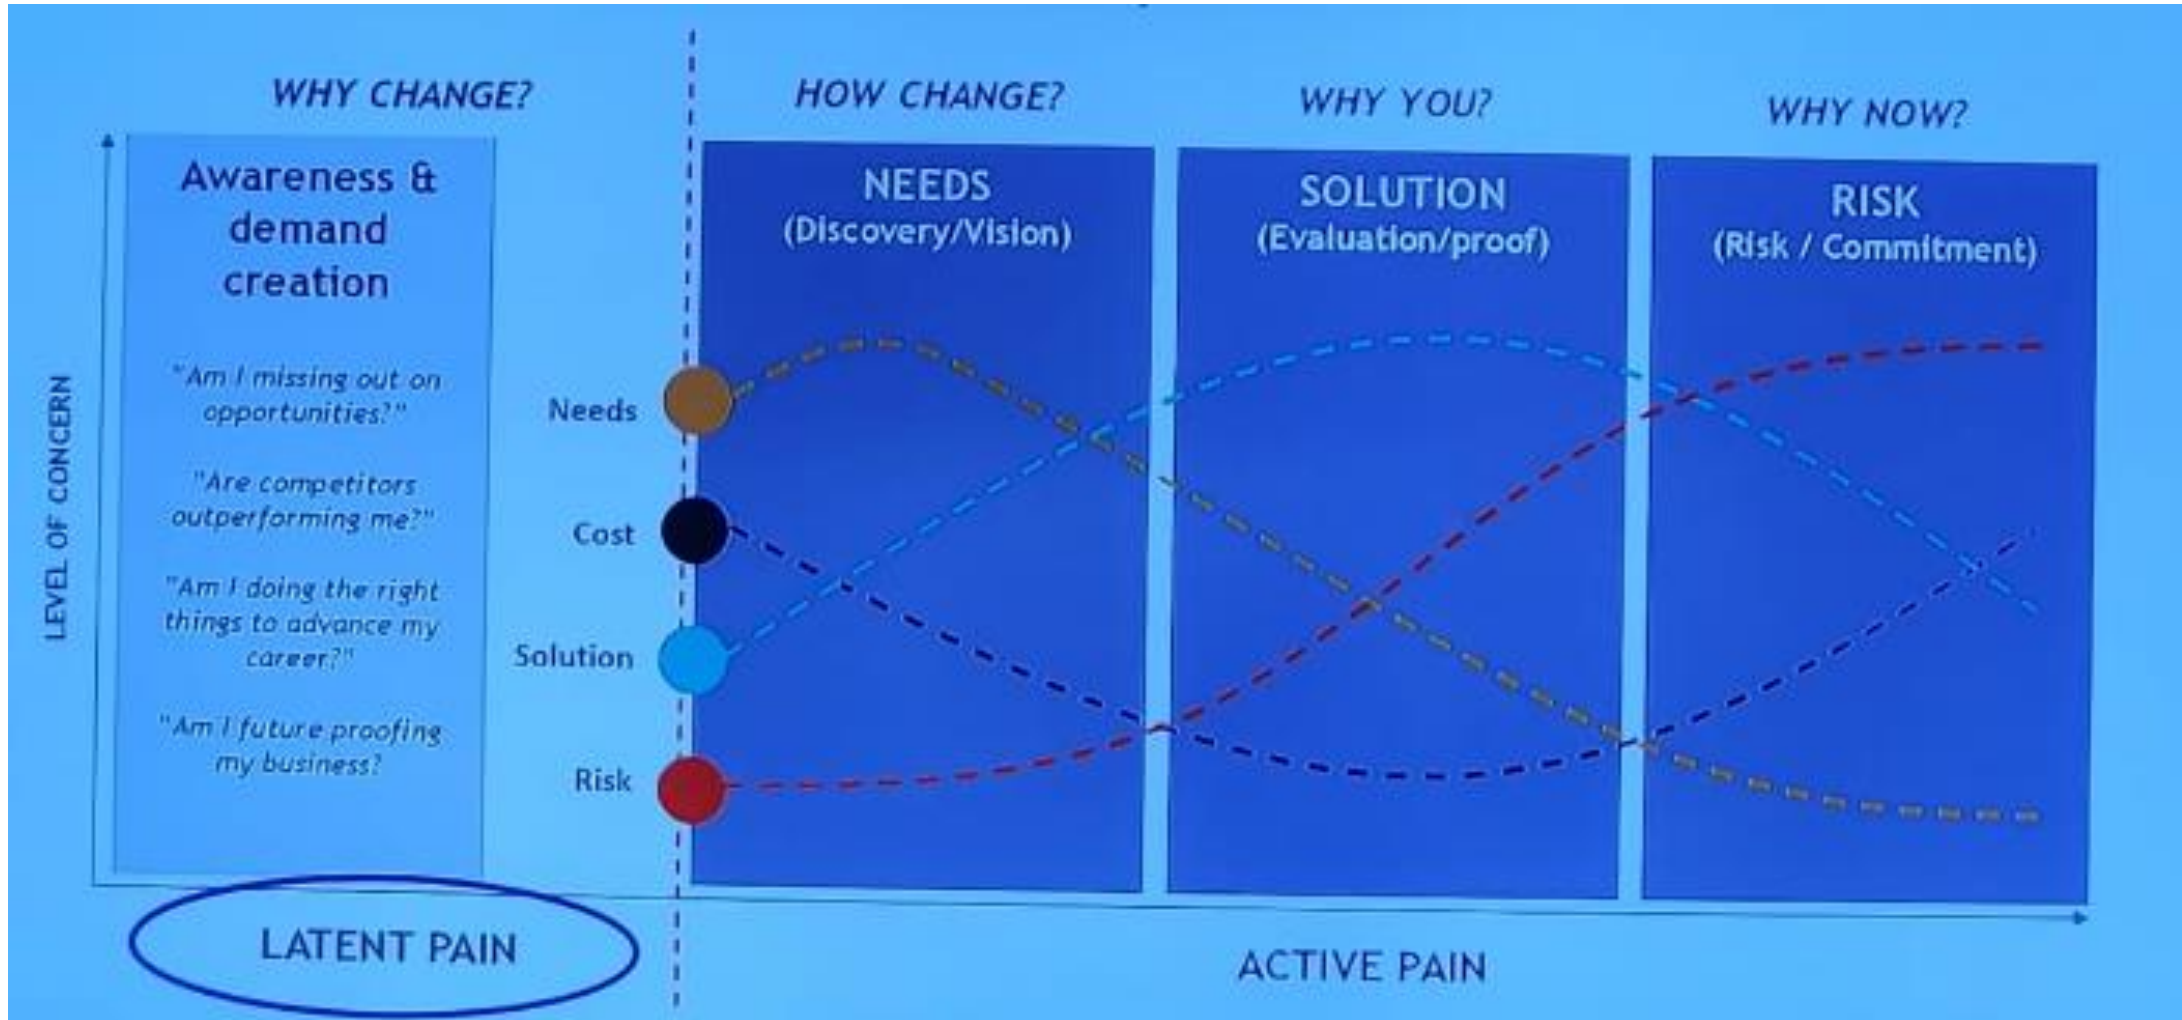 WHY CHANGE?
HOW CHANGE?
WHY YOU?
WHY NOW?
LEVEL OF CONCERN
Awareness &
demand
creation
"Am I missing out on
opportunities?"
"Are competitors
outperforming me?"
"Am I doing the right
things to advance my
career?"
"Am I future proofing
my business?
Needs
Cost
Solution
Risk
NEEDS
(Discovery/Vision)
SOLUTION
(Evaluation/proof)
RISK
(Risk / Commitment)
LATENT PAIN
ACTIVE PAIN